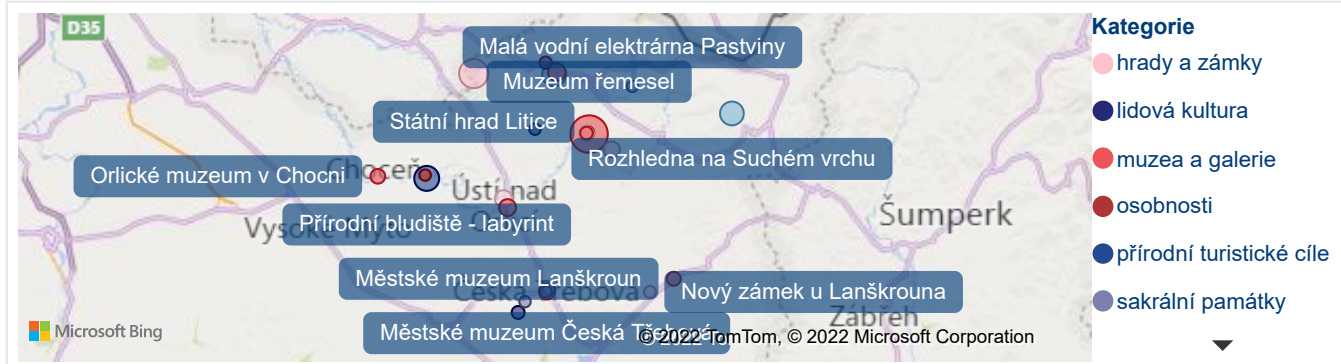 D35
Malá vodní elektrárna Pastviny
Muzeum řemesel
Státní hrad Litice
Rozhledna na Suchém vrchu
Choceň
Orlické muzeum v Chocni
Ústí nad
Orlicí
Šumperk
Vysoké Mýto
Přírodní bludiště - labyrint
Městské muzeum Lanškroun
Česká Třebová
Nový zámek u Lanškrouna
Zábřeh
Městské muzeum Česká Třebová
Microsoft Bing
© 2022 TomTom, © 2022 Microsoft Corporation
Kategorie
hrady a zámky
lidová kultura
muzea a galerie
osobnosti
přírodní turistické cíle
sakrální památky